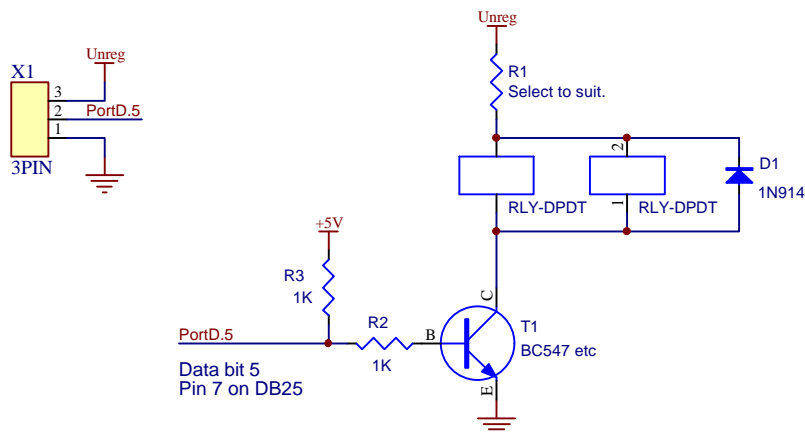 Unreg
X1
3
2
PortD.5
1
3PIN
Unreg
R1
Select to suit.
2
D1
1N914
1
RLY-DPDT
RLY-DPDT
+5V
R3
1K
C
R2
T1
B
BC547 etc
1K
PortD.5
E
Data bit 5
Pin 7 on DB25